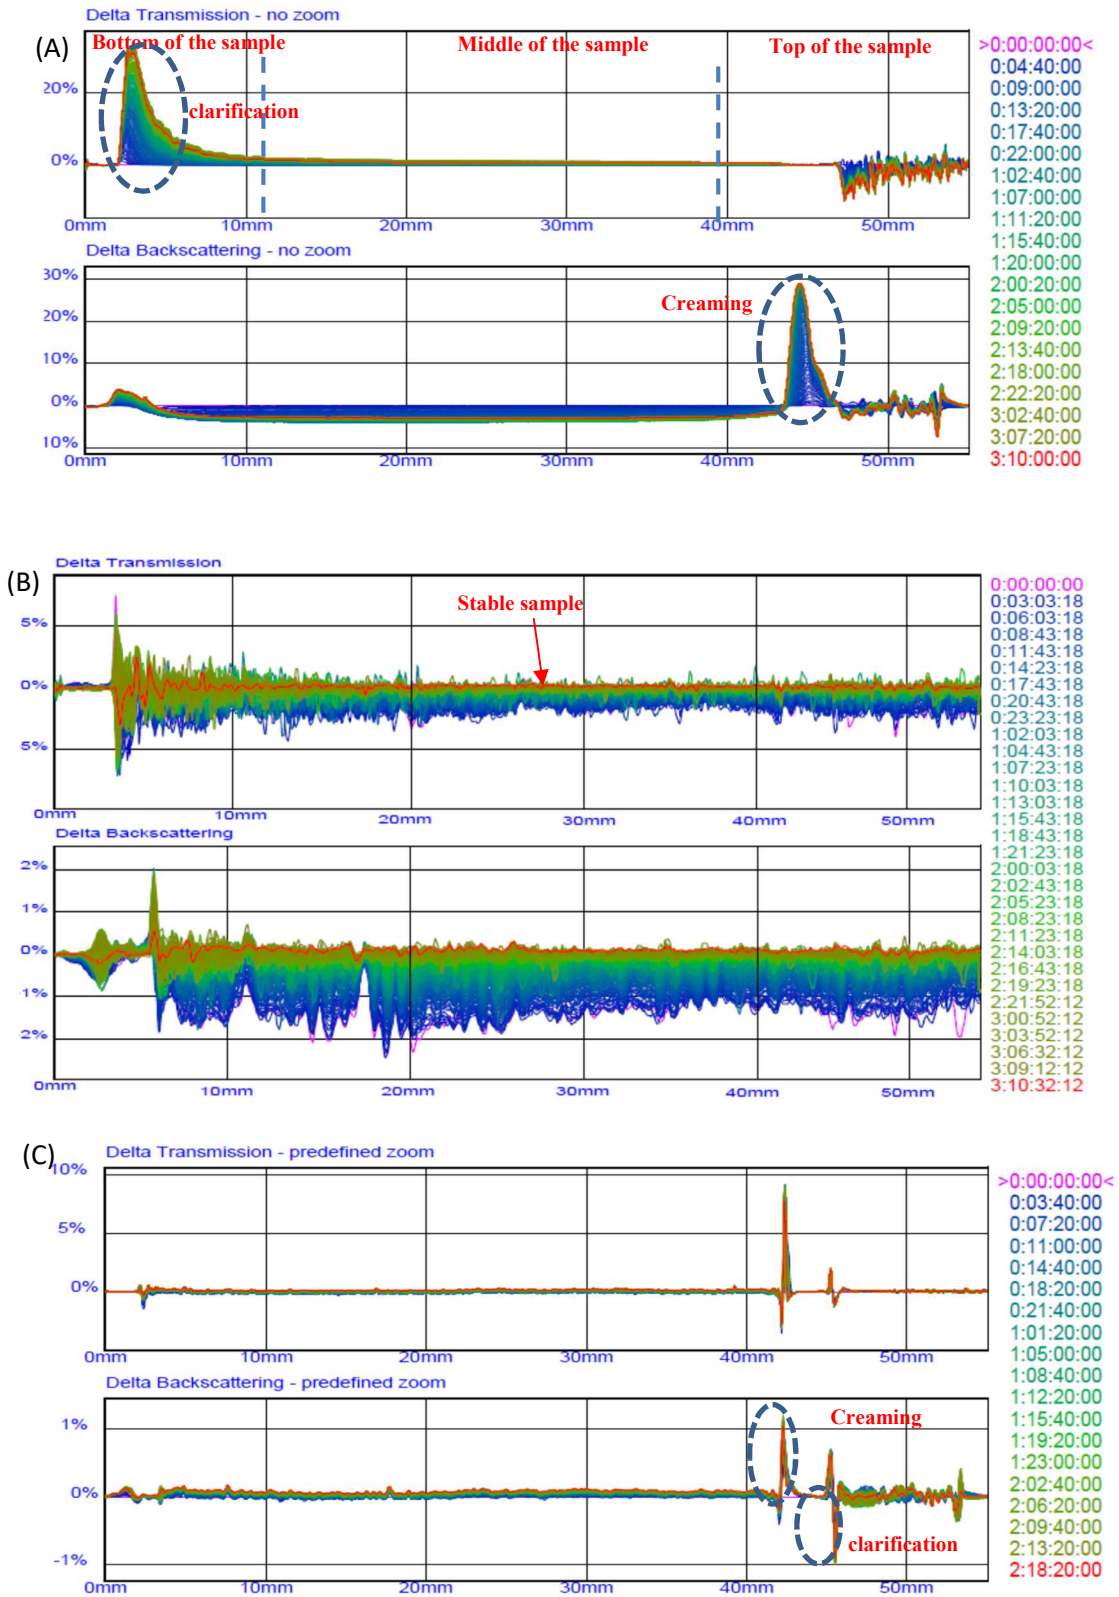 Delta Transmission - no zoom
(A)
Bottom of the sample
Middle of the sample
Top of the sample
clarification
20%
0%
0mm
10mm
20mm
30mm
40mm
50mm
Delta Backscattering - no zoom
Creaming
30%
20%
10%
0%
10%
0mm
10mm
20mm
30mm
40mm
50mm
>0:00:00:00<
0:04:40:00
0:09:00:00
0:13:20:00
0:17:40:00
0:22:00:00
1:02:40:00
1:07:00:00
1:11:20:00
1:15:40:00
1:20:00:00
2:00:20:00
2:05:00:00
2:09:20:00
2:13:40:00
2:18:00:00
2:22:20:00
3:02:40:00
3:07:20:00
3:10:00:00
(B)
Delta Transmission
Stable sample
5%
0%
5%
0mm
10mm
20mm
30mm
40mm
50mm
Delta Backscattering
2%
1%
0%
1%
2%
0mm
10mm
20mm
30mm
40mm
50mm
0:00:00:00
0:03:03:18
0:06:03:18
0:08:43:18
0:11:43:18
0:14:23:18
0:17:43:18
0:20:43:18
0:23:23:18
1:02:03:18
1:04:43:18
1:07:23:18
1:10:03:18
1:13:03:18
1:15:43:18
1:18:43:18
1:21:23:18
2:00:03:18
2:02:43:18
2:05:23:18
2:08:23:18
2:11:23:18
2:14:03:18
2:16:43:18
2:19:23:18
2:21:52:12
3:00:52:12
3:03:52:12
3:06:32:12
3:09:12:12
3:10:32:12
(C)
Delta Transmission - predefined zoom
10%
5%
0%
0mm
10mm
20mm
30mm
40mm
50mm
Delta Backscattering - predefined zoom
Creaming
clarification
1%
0%
-1%
0mm
10mm
20mm
30mm
40mm
50mm
>0:00:00:00<
0:03:40:00
0:07:20:00
0:11:00:00
0:14:40:00
0:18:20:00
0:21:40:00
1:01:20:00
1:05:00:00
1:08:40:00
1:12:20:00
1:15:40:00
1:19:20:00
1:23:00:00
2:02:40:00
2:06:20:00
2:09:40:00
2:13:20:00
2:18:20:00